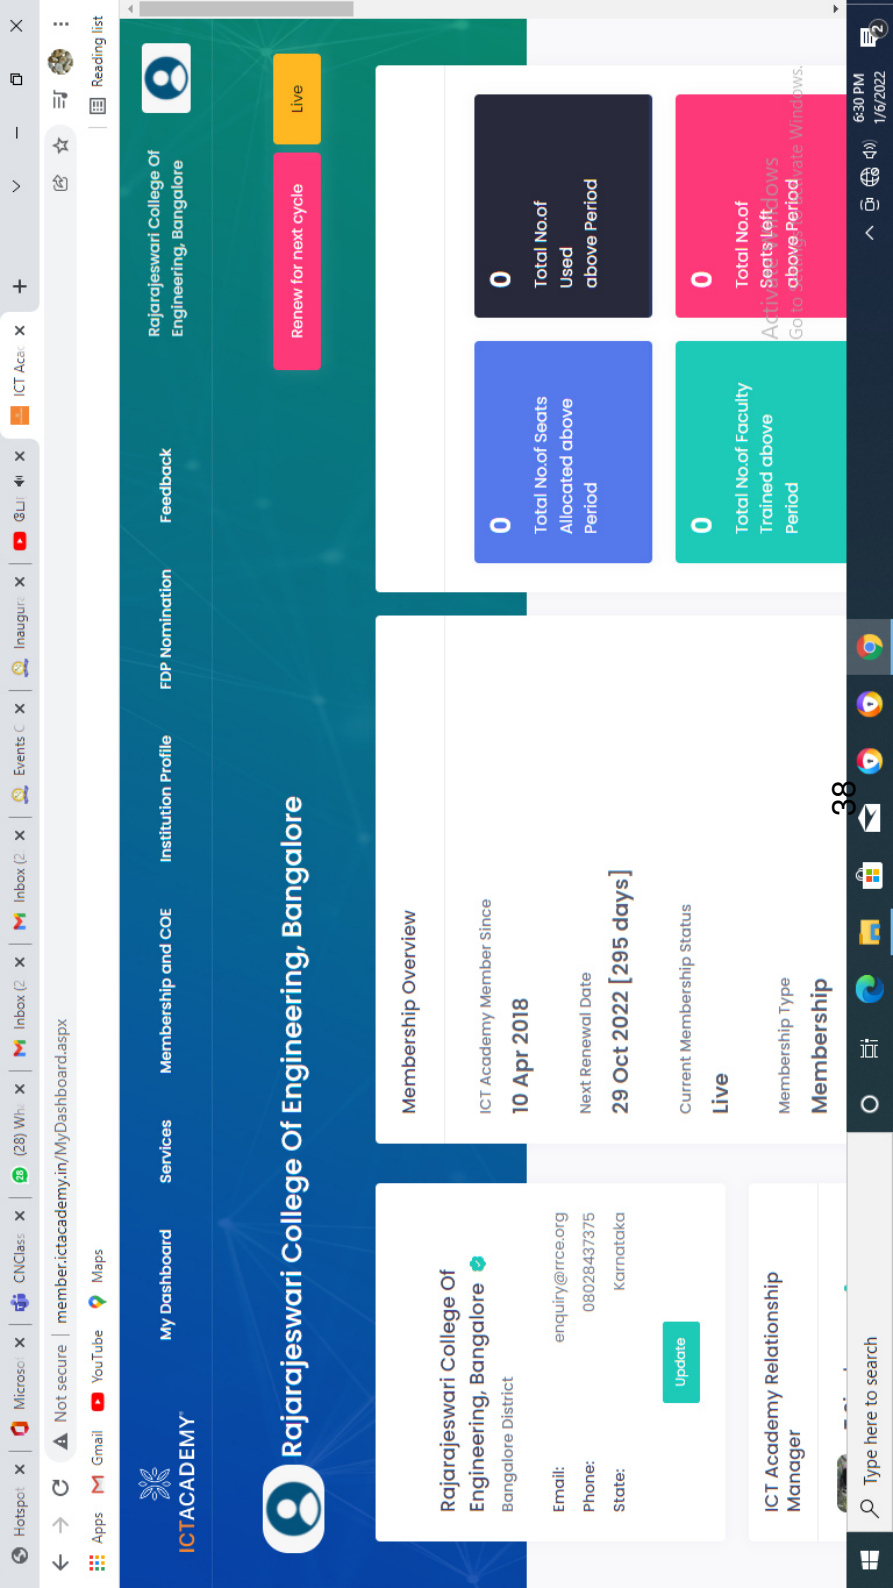 Hotspot
Microsof
CNClass
(28) Wh
Inbox (2
Inbox (2
Events C
Inaugura
ICT Acac
Not secure | member.ictacademy.in/MyDashboard.aspx
Apps
Gmail
YouTube
Maps
Reading list
ICTACADEMY
My Dashboard
Services
Membership and COE
Institution Profile
FDP Nomination
Feedback
Rajarajeswari College Of
Engineering, Bangalore
Rajarajeswari College Of Engineering, Bangalore
Renew for next cycle
Live
Rajarajeswari College Of
Engineering, Bangalore
Bangalore District
Email: enquiry@rrce.org
Phone: 08028437375
State: Karnataka
Update
ICT Academy Relationship
Manager
Membership Overview
ICT Academy Member Since
10 Apr 2018
Next Renewal Date
29 Oct 2022 [295 days]
Current Membership Status
Live
Membership Type
Membership
0
Total No.of Seats
Allocated above
Period
0
Total No.of
Used
above Period
0
Total No.of Faculty
Trained above
Period
0
Total No.of
Seats Left
above Period
Activate Windows
Go to Settings to activate Windows.
38
Type here to search
6:30 PM
1/6/2022
2